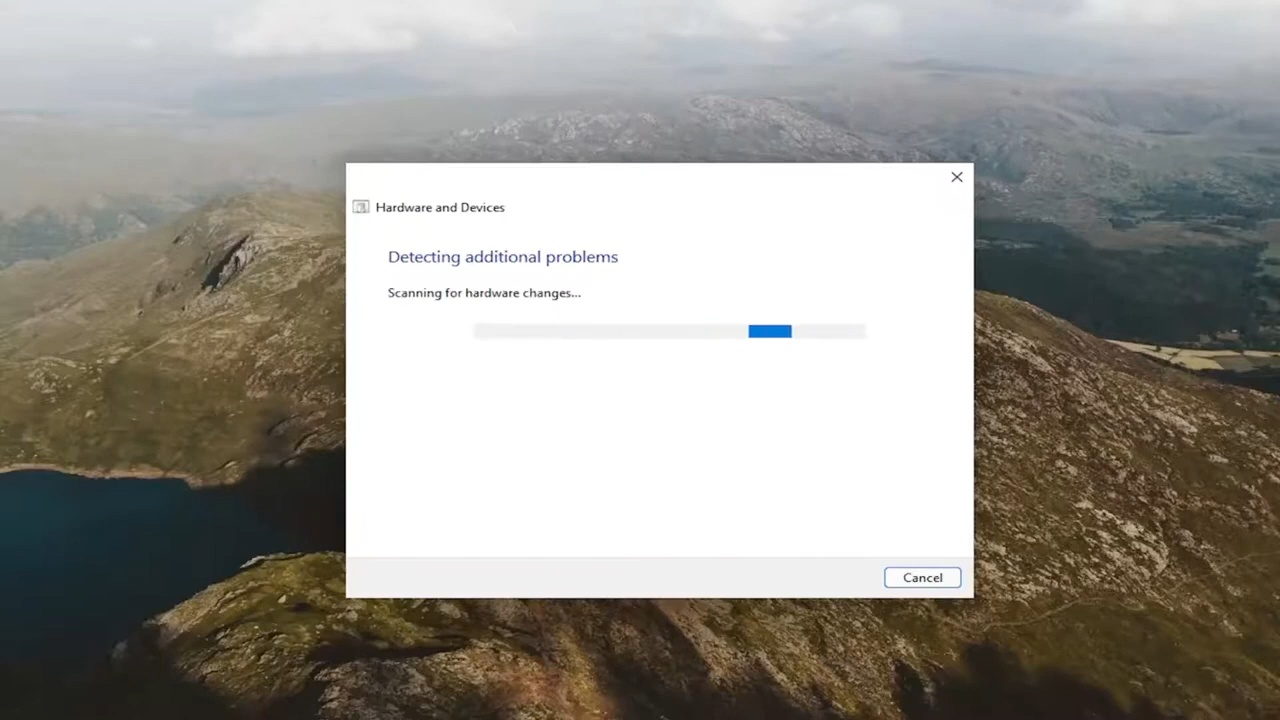 Hardware and Devices
Detecting additional problems
Scanning for hardware changes...
Cancel